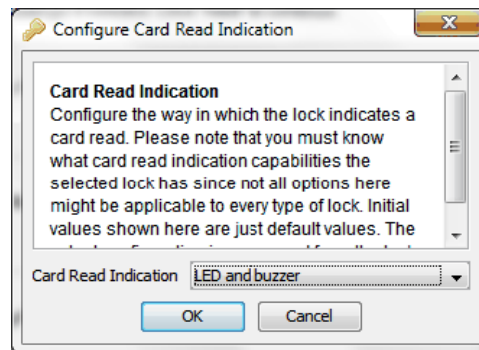 Configure Card Read Indication
Card Read Indication
Configure the way in which the lock indicates a
card read. Please note that you must know
what card read indication capabilities the
selected lock has since not all options here
might be applicable to every type of lock. Initial
values shown here are just default values. The
Card Read Indication LED and buzzer
OK Cancel